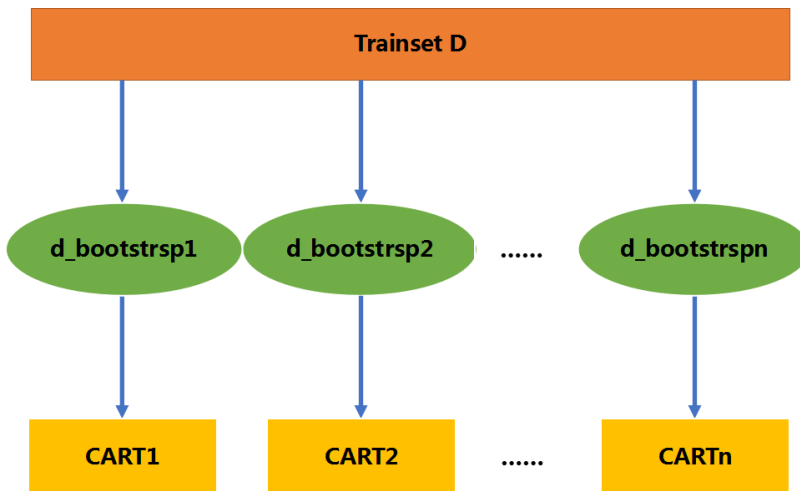 Trainset D
d_bootstrsp1
d_bootstrsp2
......
d_bootstrspn
CART1
CART2
......
CARTn